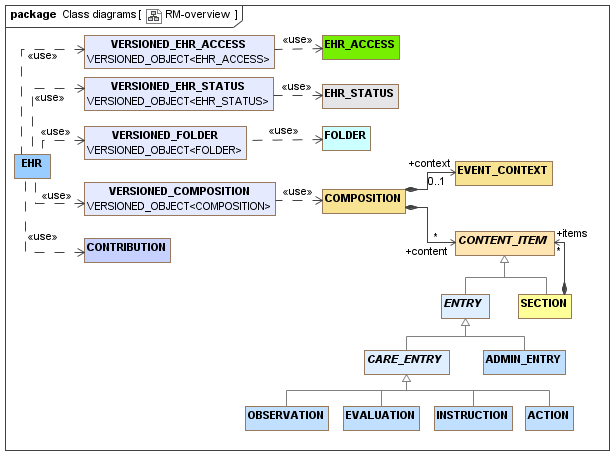 package Class diagrams[ RM-overview ]
VERSIONED_EHR_ACCESS
VERSIONED_OBJECT<EHR_ACCESS>
«use»
«use»
EHR_ACCESS
VERSIONED_EHR_STATUS
VERSIONED_OBJECT<EHR_STATUS>
«use»
«use»
EHR_STATUS
VERSIONED_FOLDER
VERSIONED_OBJECT<FOLDER>
«use»
«use»
FOLDER
EHR
VERSIONED_COMPOSITION
VERSIONED_OBJECT<COMPOSITION>
«use»
«use»
COMPOSITION
+context
0..1
EVENT_CONTEXT
CONTRIBUTION
*
+content
CONTENT_ITEM
+items
*
ENTRY
SECTION
CARE_ENTRY
ADMIN_ENTRY
OBSERVATION
EVALUATION
INSTRUCTION
ACTION